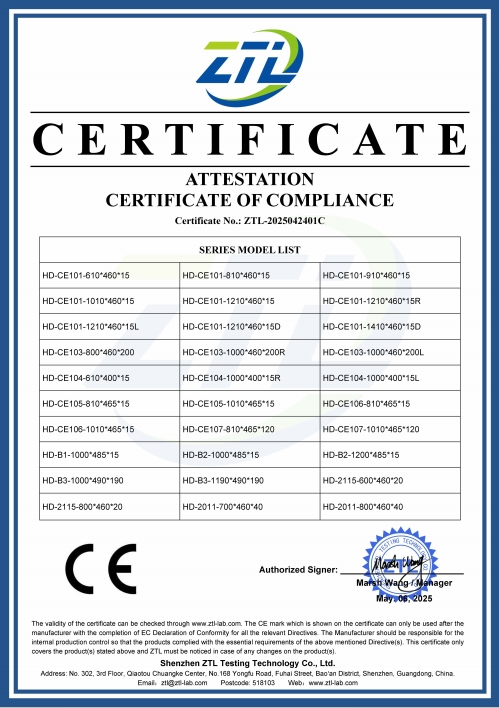 ZTL
CERTIFICATE
ATTESTATION
CERTIFICATE OF COMPLIANCE
Certificate No.: ZTL-2025042401C
SERIES MODEL LIST
HD-CE101-610*460*15 HD-CE101-810*460*15 HD-CE101-910*460*15
HD-CE101-1010*460*15 HD-CE101-1210*460*15 HD-CE101-1210*460*15R
HD-CE101-1210*460*15L HD-CE101-1210*460*15D HD-CE101-1410*460*15D
HD-CE103-800*460*200 HD-CE103-1000*460*200R HD-CE103-1000*460*200L
HD-CE104-610*400*15 HD-CE104-1000*400*15R HD-CE104-1000*400*15L
HD-CE105-810*465*15 HD-CE105-1010*465*15 HD-CE106-810*465*15
HD-CE106-1010*465*15 HD-CE107-810*465*120 HD-CE107-1010*465*120
HD-B1-1000*485*15 HD-B2-1000*485*15 HD-B2-1200*485*15
HD-B3-1000*490*190 HD-B3-1190*490*190 HD-2115-600*460*20
HD-2115-800*460*20 HD-2011-700*460*40 HD-2011-800*460*40
CE
Authorized Signer:
Marsh Wang / Manager
May. 06, 2025
The validity of the certificate can be checked through www.ztl-lab.com. The CE mark which is shown on the certificate can only be used after the
manufacturer with the completion of EC Declaration of Conformity for all the relevant Directives. The Manufacturer should be responsible for the
internal production control so that the products complied with the essential requirements of the above mentioned Directive(s). This certificate only
covers the product(s) stated above and ZTL must be noticed in case of any changes on the product(s).
Shenzhen ZTL Testing Technology Co., Ltd.
Address: No. 302, 3rd Floor, Qiaotou Chuangke Center, No.168 Yongfu Road, Fuhai Street, Bao'an District, Shenzhen, Guangdong, China.
Email: ztl@ztl-lab.com Postcode: 518103 Web: www.ztl-lab.com